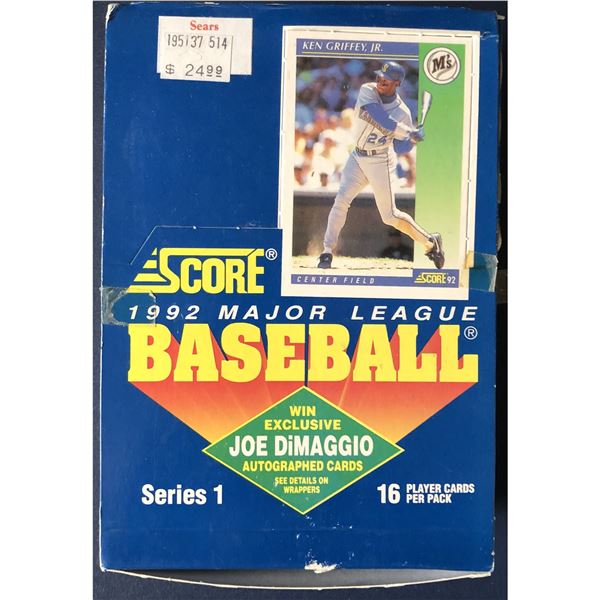 Sears
195137 514
$ 24.99
KEN GRIFFEY, JR.
M's
24
CENTER FIELD
SCORE 92
SCORE®
1992 MAJOR LEAGUE
BASEBALL®
WIN
EXCLUSIVE
JOE DiMAGGIO
AUTOGRAPHED CARDS
SEE DETAILS ON
WRAPPERS
Series 1
16 PLAYER CARDS
PER PACK